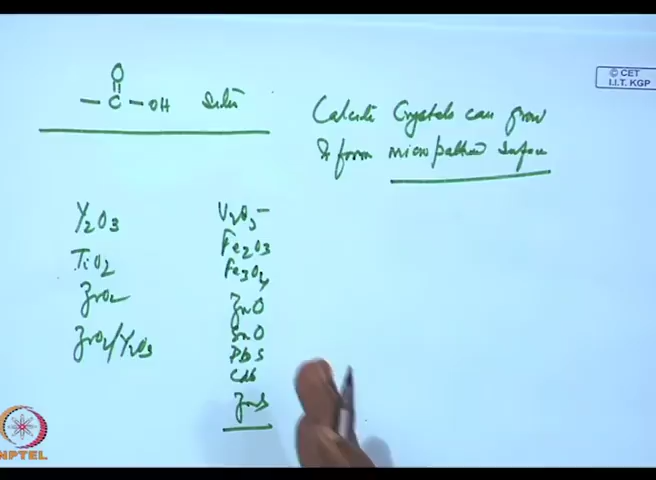 O
- C - OH
Calcite Crystals can grow
& form micropatterned surface
Y2O3
TiO2
ZrO2
ZrO2/Y2O3
V2O5-
Fe2O3
Fe3O4
ZnO
SnO
PbS
CdS
ZnS
© CET
I.I.T. KGP
NPTEL